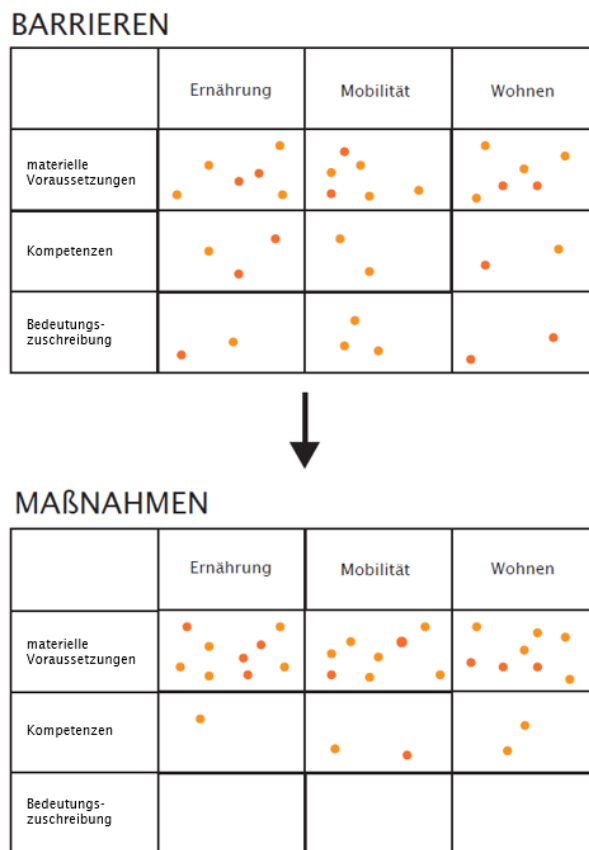 BARRIEREN
Ernährung Mobilität Wohnen
materielle
Voraussetzungen
Kompetenzen
Bedeutungs-
zuschreibung
MAßNAHMEN
Ernährung Mobilität Wohnen
materielle
Voraussetzungen
Kompetenzen
Bedeutungs-
zuschreibung